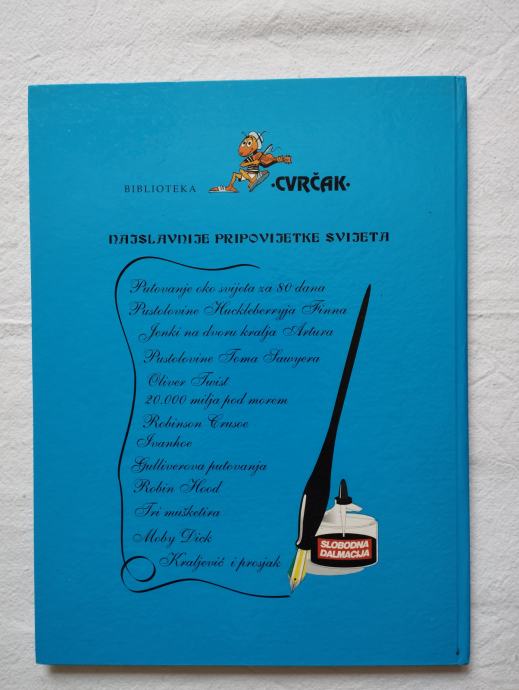 BIBLIOTEKA ·CVRČAK·
NAJSLAVNIJE PRIPOVIJETKE SVIJETA
Putovanje oko svijeta za 80 dana
Pustolovine Huckleberryja Finna
Jenki na dvoru kralja Artura
Pustolovine Toma Sawyera
Oliver Twist
20.000 milja pod morem
Robinson Crusoe
Ivanhoe
Gulliverova putovanja
Robin Hood
Tri mušketira
Moby Dick
Kraljević i prosjak
SLOBODNA
DALMACIJA